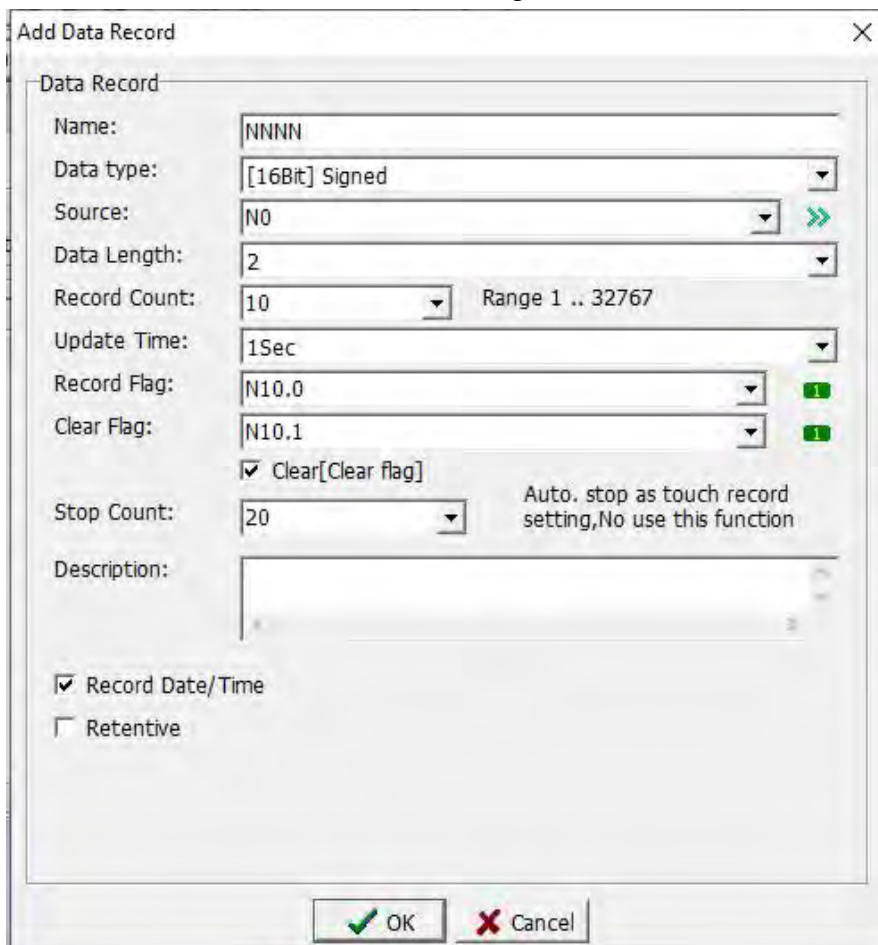 Add Data Record
Data Record
Name: NNNN
Data type: [16Bit] Signed
Source: N0
Data Length: 2
Record Count: 10 Range 1 .. 32767
Update Time: 1Sec
Record Flag: N10.0 1
Clear Flag: N10.1 1
Clear[Clear flag]
Stop Count: 20 Auto. stop as touch record
setting,No use this function
Description:
Record Date/Time
Retentive
OK Cancel